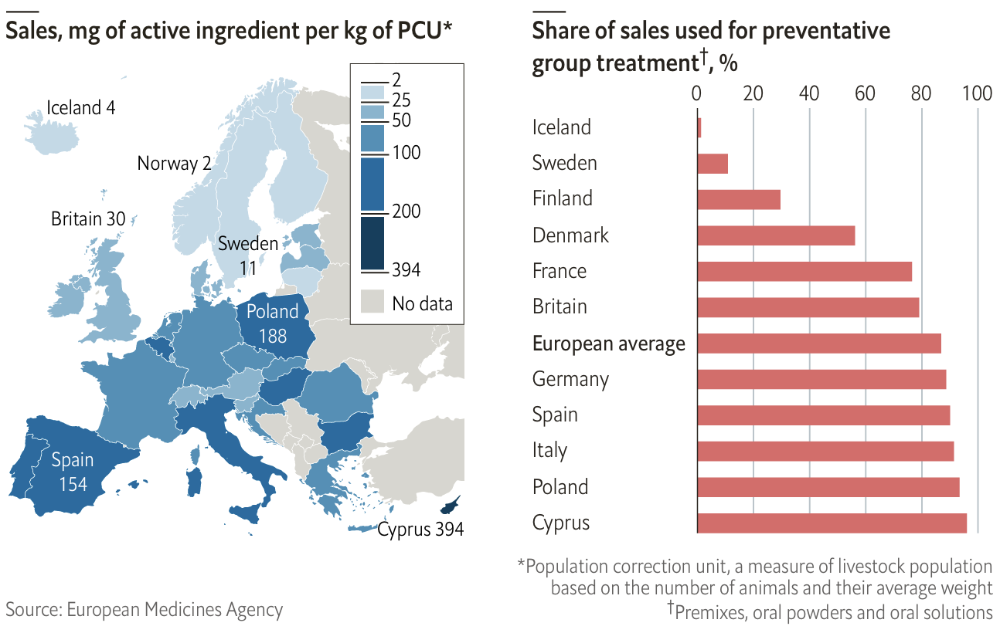 Sales, mg of active ingredient per kg of PCU*
2
25
50
100
200
394
No data
Iceland 4
Norway 2
Britain 30
Sweden
11
Poland
188
Spain
154
Cyprus 394
Source: European Medicines Agency
Share of sales used for preventative
group treatment†, %
0 20 40 60 80 100
Iceland
Sweden
Finland
Denmark
France
Britain
European average
Germany
Spain
Italy
Poland
Cyprus
*Population correction unit, a measure of livestock population
based on the number of animals and their average weight
†Premixes, oral powders and oral solutions